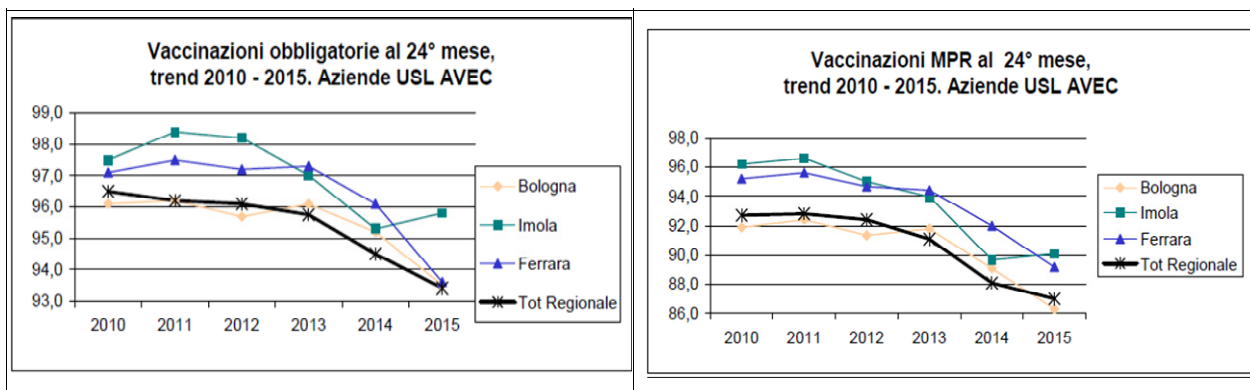 Vaccinazioni obbligatorie al 24° mese,
trend 2010 - 2015. Aziende USL AVEC
99,0
98,0
97,0
96,0
95,0
94,0
93,0
2010 2011 2012 2013 2014 2015
Bologna
Imola
Ferrara
Tot Regionale
Vaccinazioni MPR al 24° mese,
trend 2010 - 2015. Aziende USL AVEC
98,0
96,0
94,0
92,0
90,0
88,0
86,0
2010 2011 2012 2013 2014 2015
Bologna
Imola
Ferrara
Tot Regionale